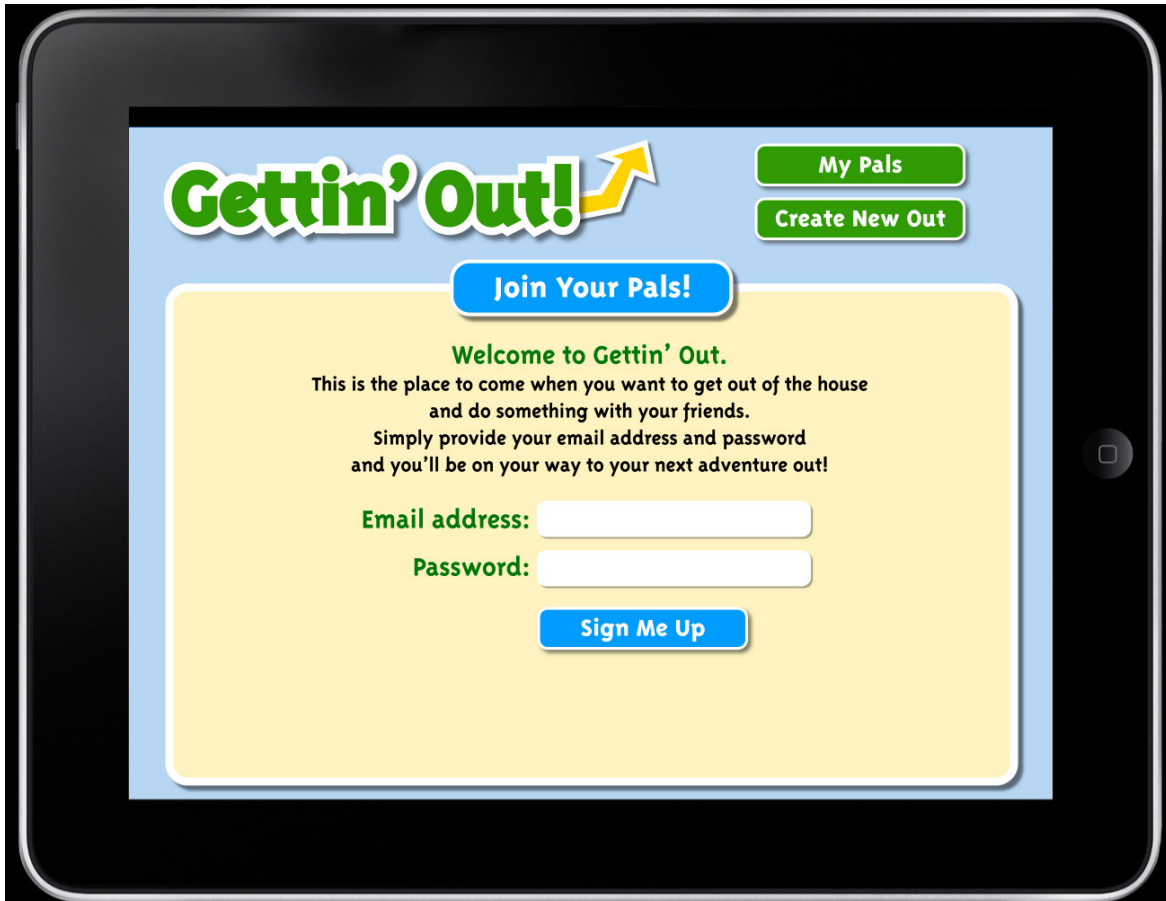 Gettin' Out!
My Pals
Create New Out
Join Your Pals!
Welcome to Gettin' Out.
This is the place to come when you want to get out of the house
and do something with your friends.
Simply provide your email address and password
and you'll be on your way to your next adventure out!
Email address:
Password:
Sign Me Up